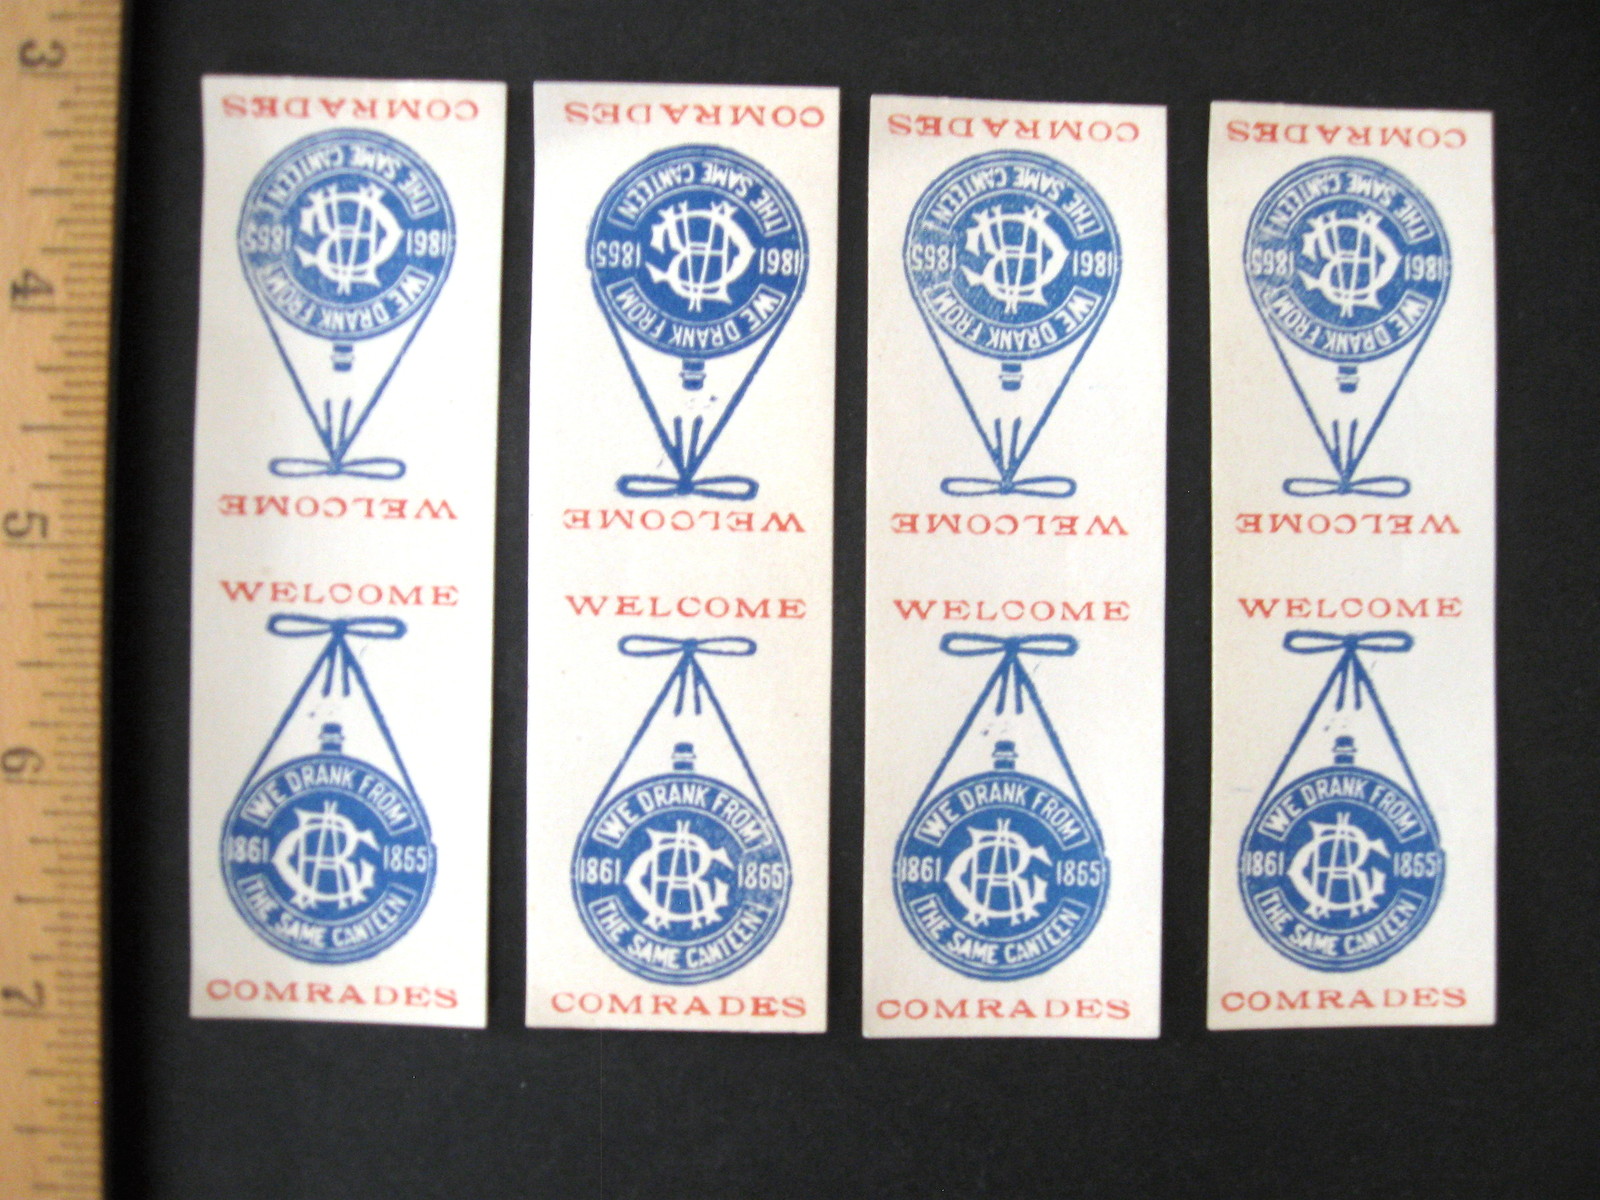 3
4
5
6
7
COMRADES
THE SAME CANTEEN
1865 1861
WE DRANK FROM
WELCOME
WELCOME
WE DRANK FROM
1861 1865
THE SAME CANTEEN
COMRADES
COMRADES
THE SAME CANTEEN
1865 1861
WE DRANK FROM
WELCOME
WELCOME
WE DRANK FROM
1861 1865
THE SAME CANTEEN
COMRADES
COMRADES
THE SAME CANTEEN
1865 1861
WE DRANK FROM
WELCOME
WELCOME
WE DRANK FROM
1861 1865
THE SAME CANTEEN
COMRADES
COMRADES
THE SAME CANTEEN
1865 1861
WE DRANK FROM
WELCOME
WELCOME
WE DRANK FROM
1861 1865
THE SAME CANTEEN
COMRADES